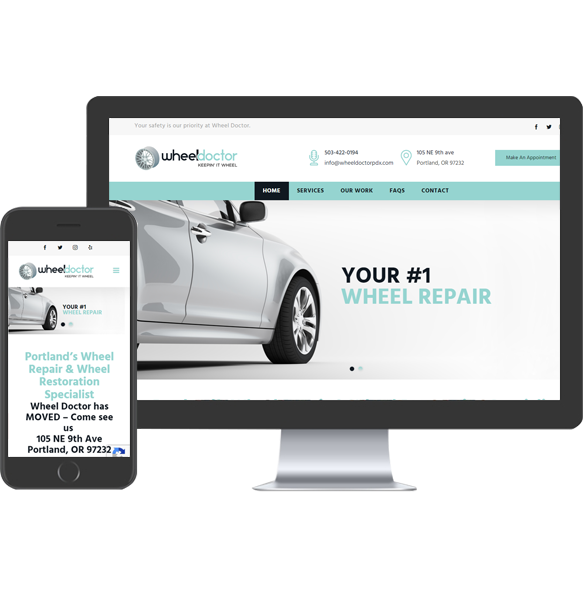 Your safety is our priority at Wheel Doctor.
wheeldoctor
KEEPIN' IT WHEEL
503-422-0194
info@wheeldoctorpdx.com
105 NE 9th ave
Portland, OR 97232
Make An Appointment
HOME SERVICES OUR WORK FAQS CONTACT
YOUR #1
WHEEL REPAIR
wheeldoctor
KEEPIN' IT WHEEL
YOUR #1
WHEEL REPAIR
Portland's Wheel
Repair & Wheel
Restoration
Specialist
Wheel Doctor has
MOVED – Come see
us
105 NE 9th Ave
Portland, OR 97232